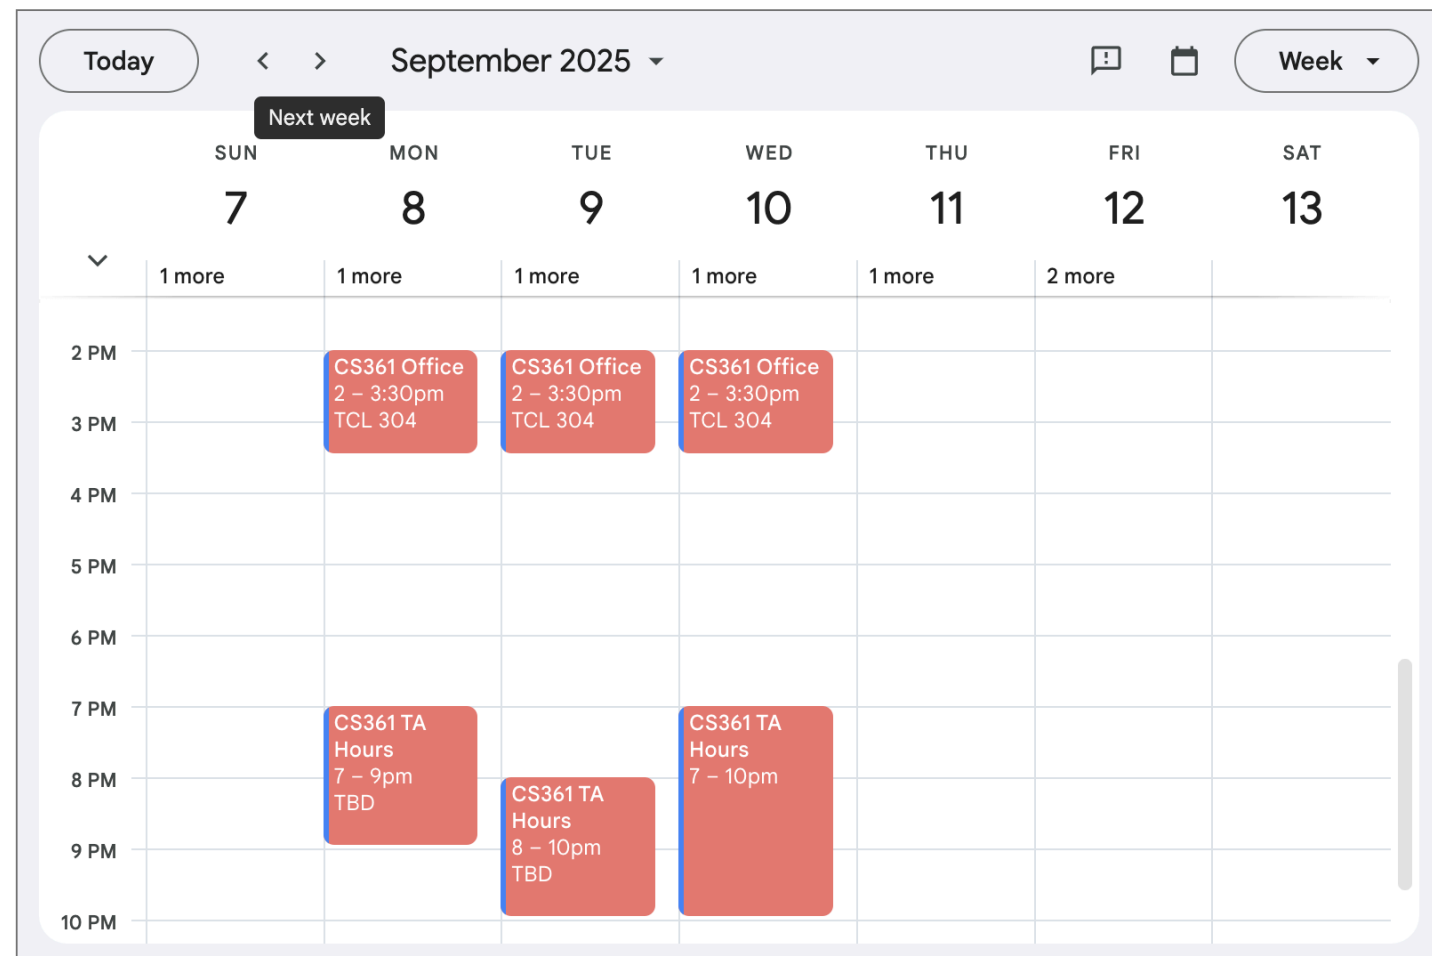 Today
September 2025
Week
Next week
SUN MON TUE WED THU FRI SAT
7 8 9 10 11 12 13
1 more 1 more 1 more 1 more 1 more 2 more
2 PM
CS361 Office
2 – 3:30pm
TCL 304
CS361 Office
2 – 3:30pm
TCL 304
CS361 Office
2 – 3:30pm
TCL 304
3 PM
4 PM
5 PM
6 PM
7 PM
CS361 TA
Hours
7 – 9pm
TBD
CS361 TA
Hours
7 – 10pm
8 PM
CS361 TA
Hours
8 – 10pm
TBD
9 PM
10 PM